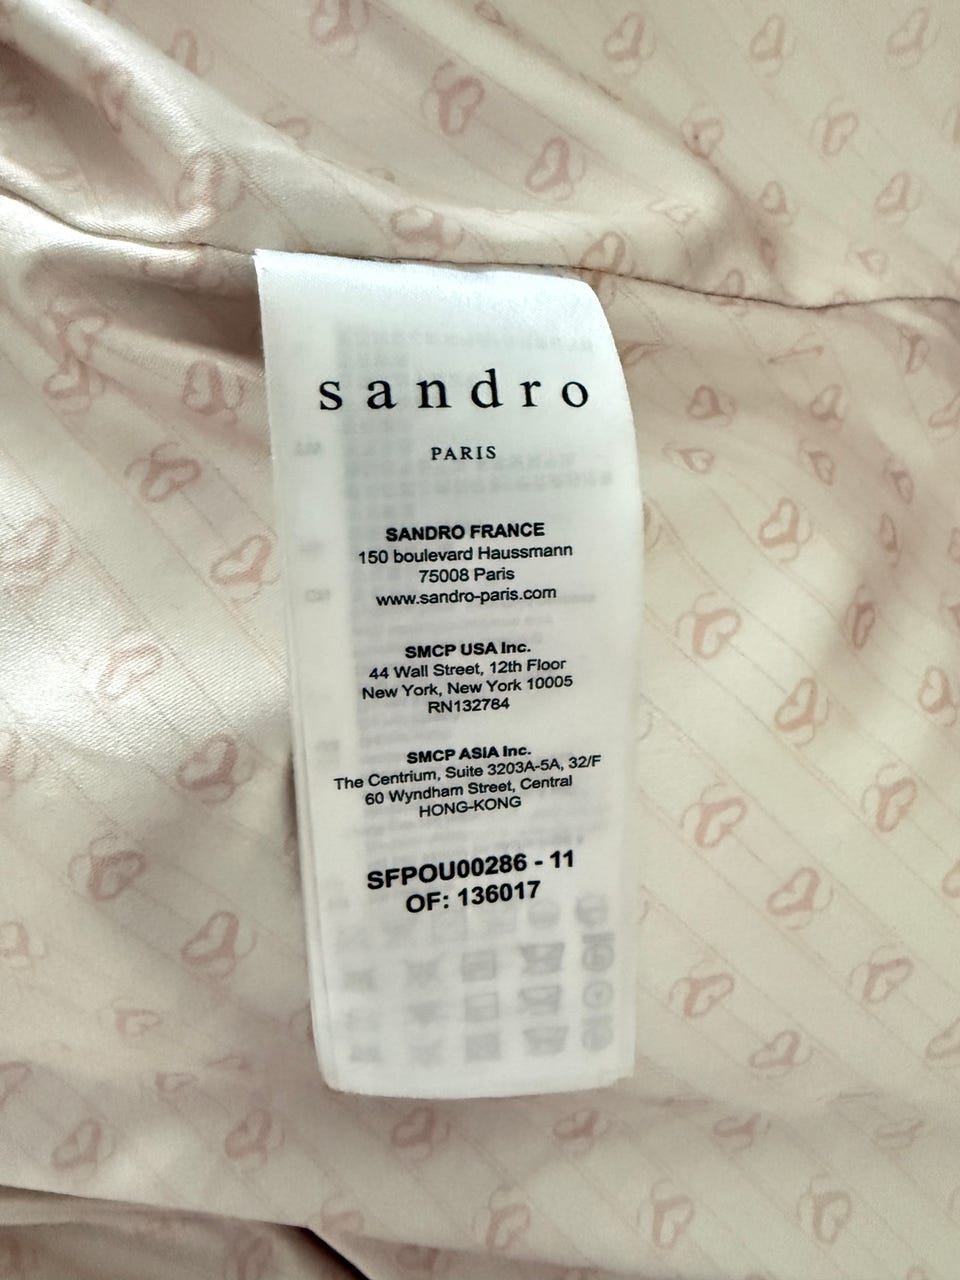 sandro
PARIS
SANDRO FRANCE
150 boulevard Haussmann
75008 Paris
www.sandro-paris.com
SMCP USA Inc.
44 Wall Street, 12th Floor
New York, New York 10005
RN132784
SMCP ASIA Inc.
The Centrium, Suite 3203A-5A, 32/F
60 Wyndham Street, Central
HONG-KONG
SFPOU00286 - 11
OF: 136017